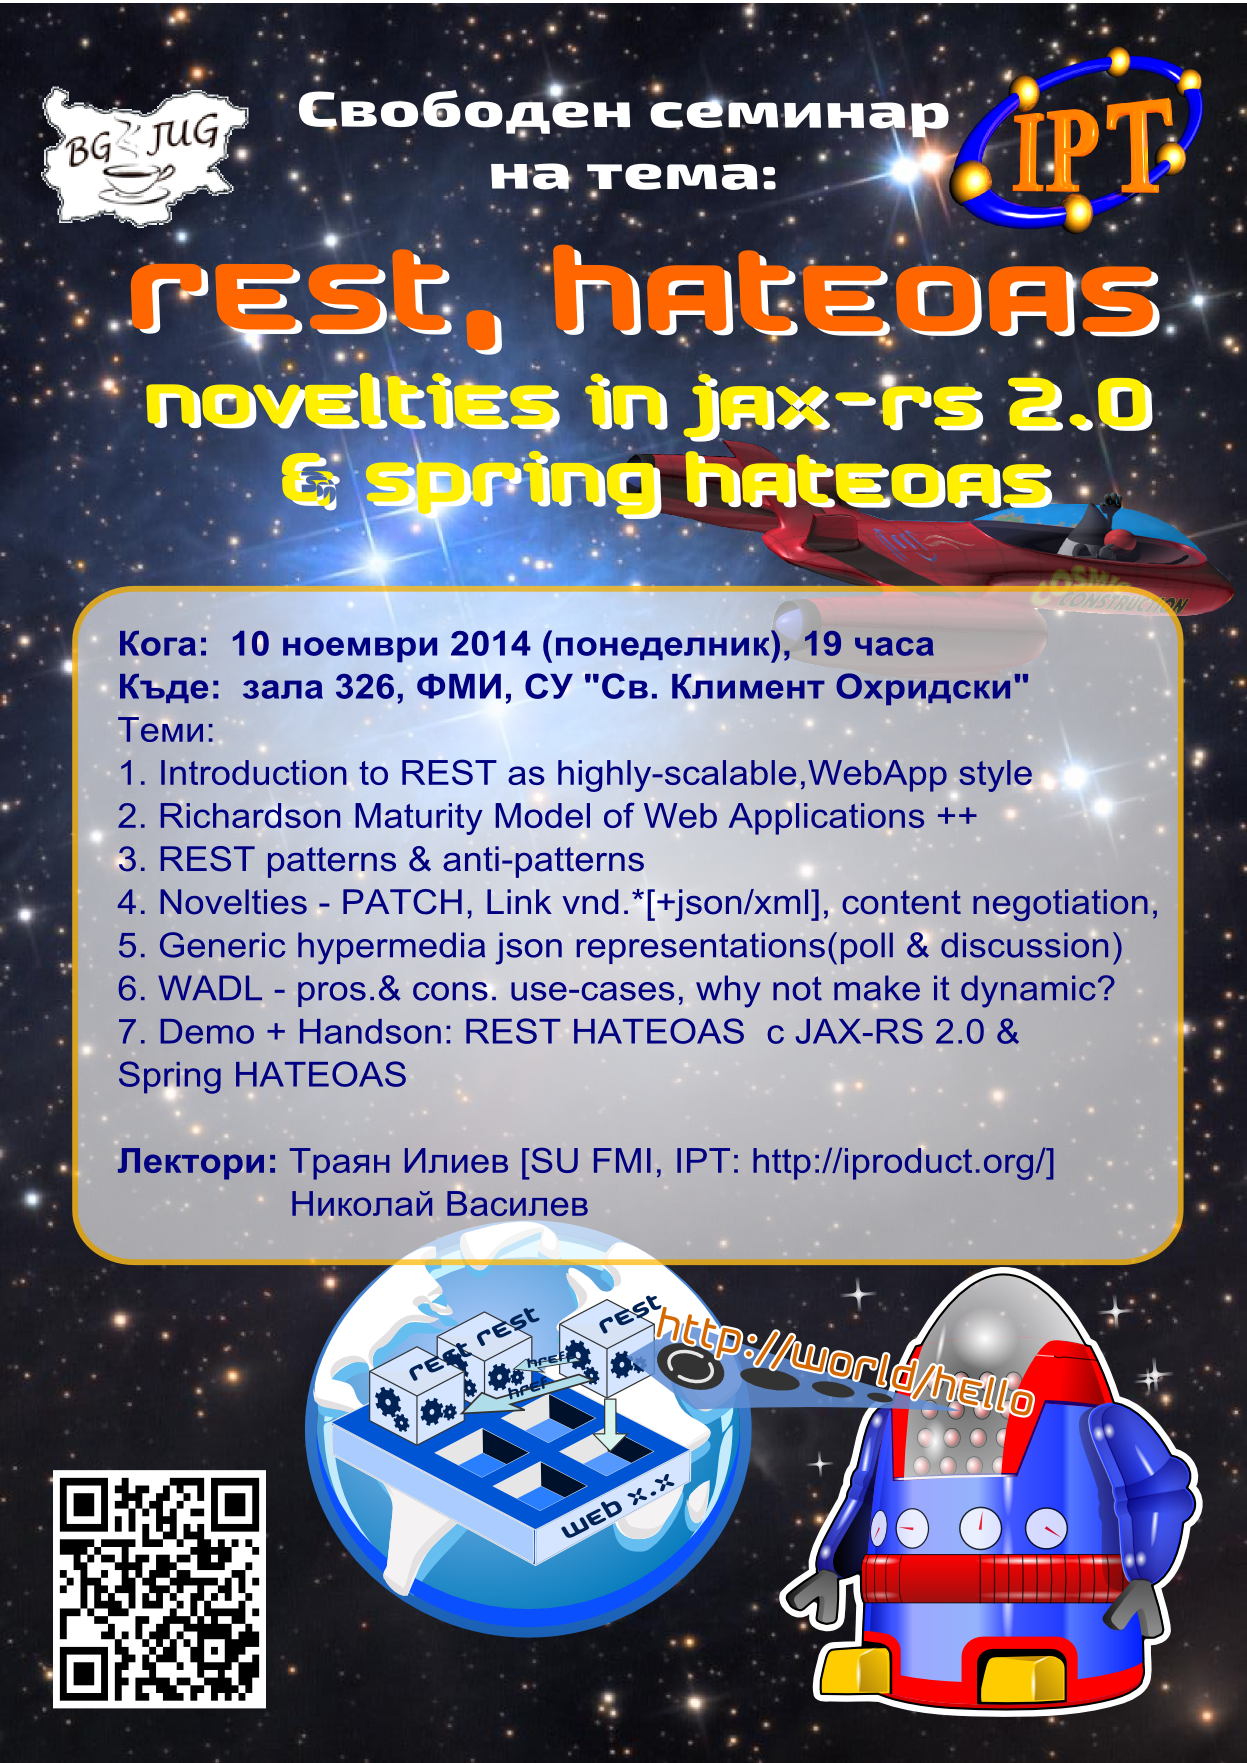 BG JUG
Свободен семинар
на тема:
IPT
REST, HATEOAS
novelties in jax-rs 2.0
& spring hateoas
COSMIC
CONSTRUCTION
Кога:  10 ноември 2014 (понеделник), 19 часа
Къде:  зала 326, ФМИ, СУ "Св. Климент Охридски"
Теми:
1. Introduction to REST as highly-scalable,WebApp style
2. Richardson Maturity Model of Web Applications ++
3. REST patterns & anti-patterns
4. Novelties - PATCH, Link vnd.*[+json/xml], content negotiation,
5. Generic hypermedia json representations(poll & discussion)
6. WADL - pros.& cons. use-cases, why not make it dynamic?
7. Demo + Handson: REST HATEOAS  с JAX-RS 2.0 &
Spring HATEOAS
Лектори: Траян Илиев [SU FMI, IPT: http://iproduct.org/]
Николай Василев
rest
rest
rest
href
href
http://world/hello
web x.x